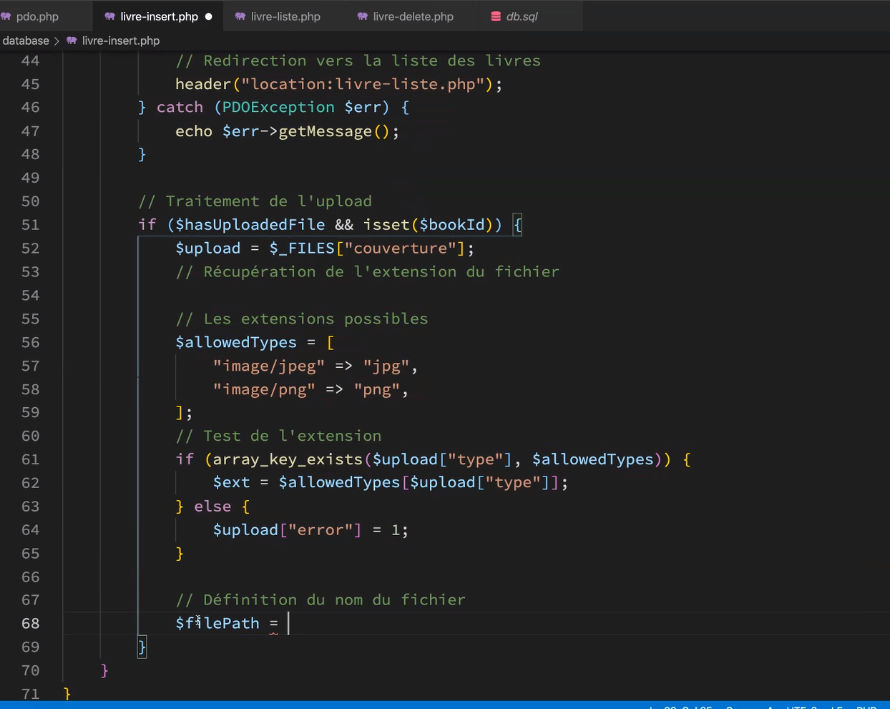 pdo.php livre-insert.php livre-liste.php livre-delete.php db.sql
database > livre-insert.php
44 // Redirection vers la liste des livres
45 header("location:livre-liste.php");
46 } catch (PDOException $err) {
47 echo $err->getMessage();
48 }
49
50 // Traitement de l'upload
51 if ($hasUploadedFile && isset($bookId)) {
52 $upload = $_FILES["couverture"];
53 // Récupération de l'extension du fichier
54
55 // Les extensions possibles
56 $allowedTypes = [
57 "image/jpeg" => "jpg",
58 "image/png" => "png",
59 ];
60 // Test de l'extension
61 if (array_key_exists($upload["type"], $allowedTypes)) {
62 $ext = $allowedTypes[$upload["type"]];
63 } else {
64 $upload["error"] = 1;
65 }
66
67 // Définition du nom du fichier
68 $filePath =
69 }
70 }
71 }